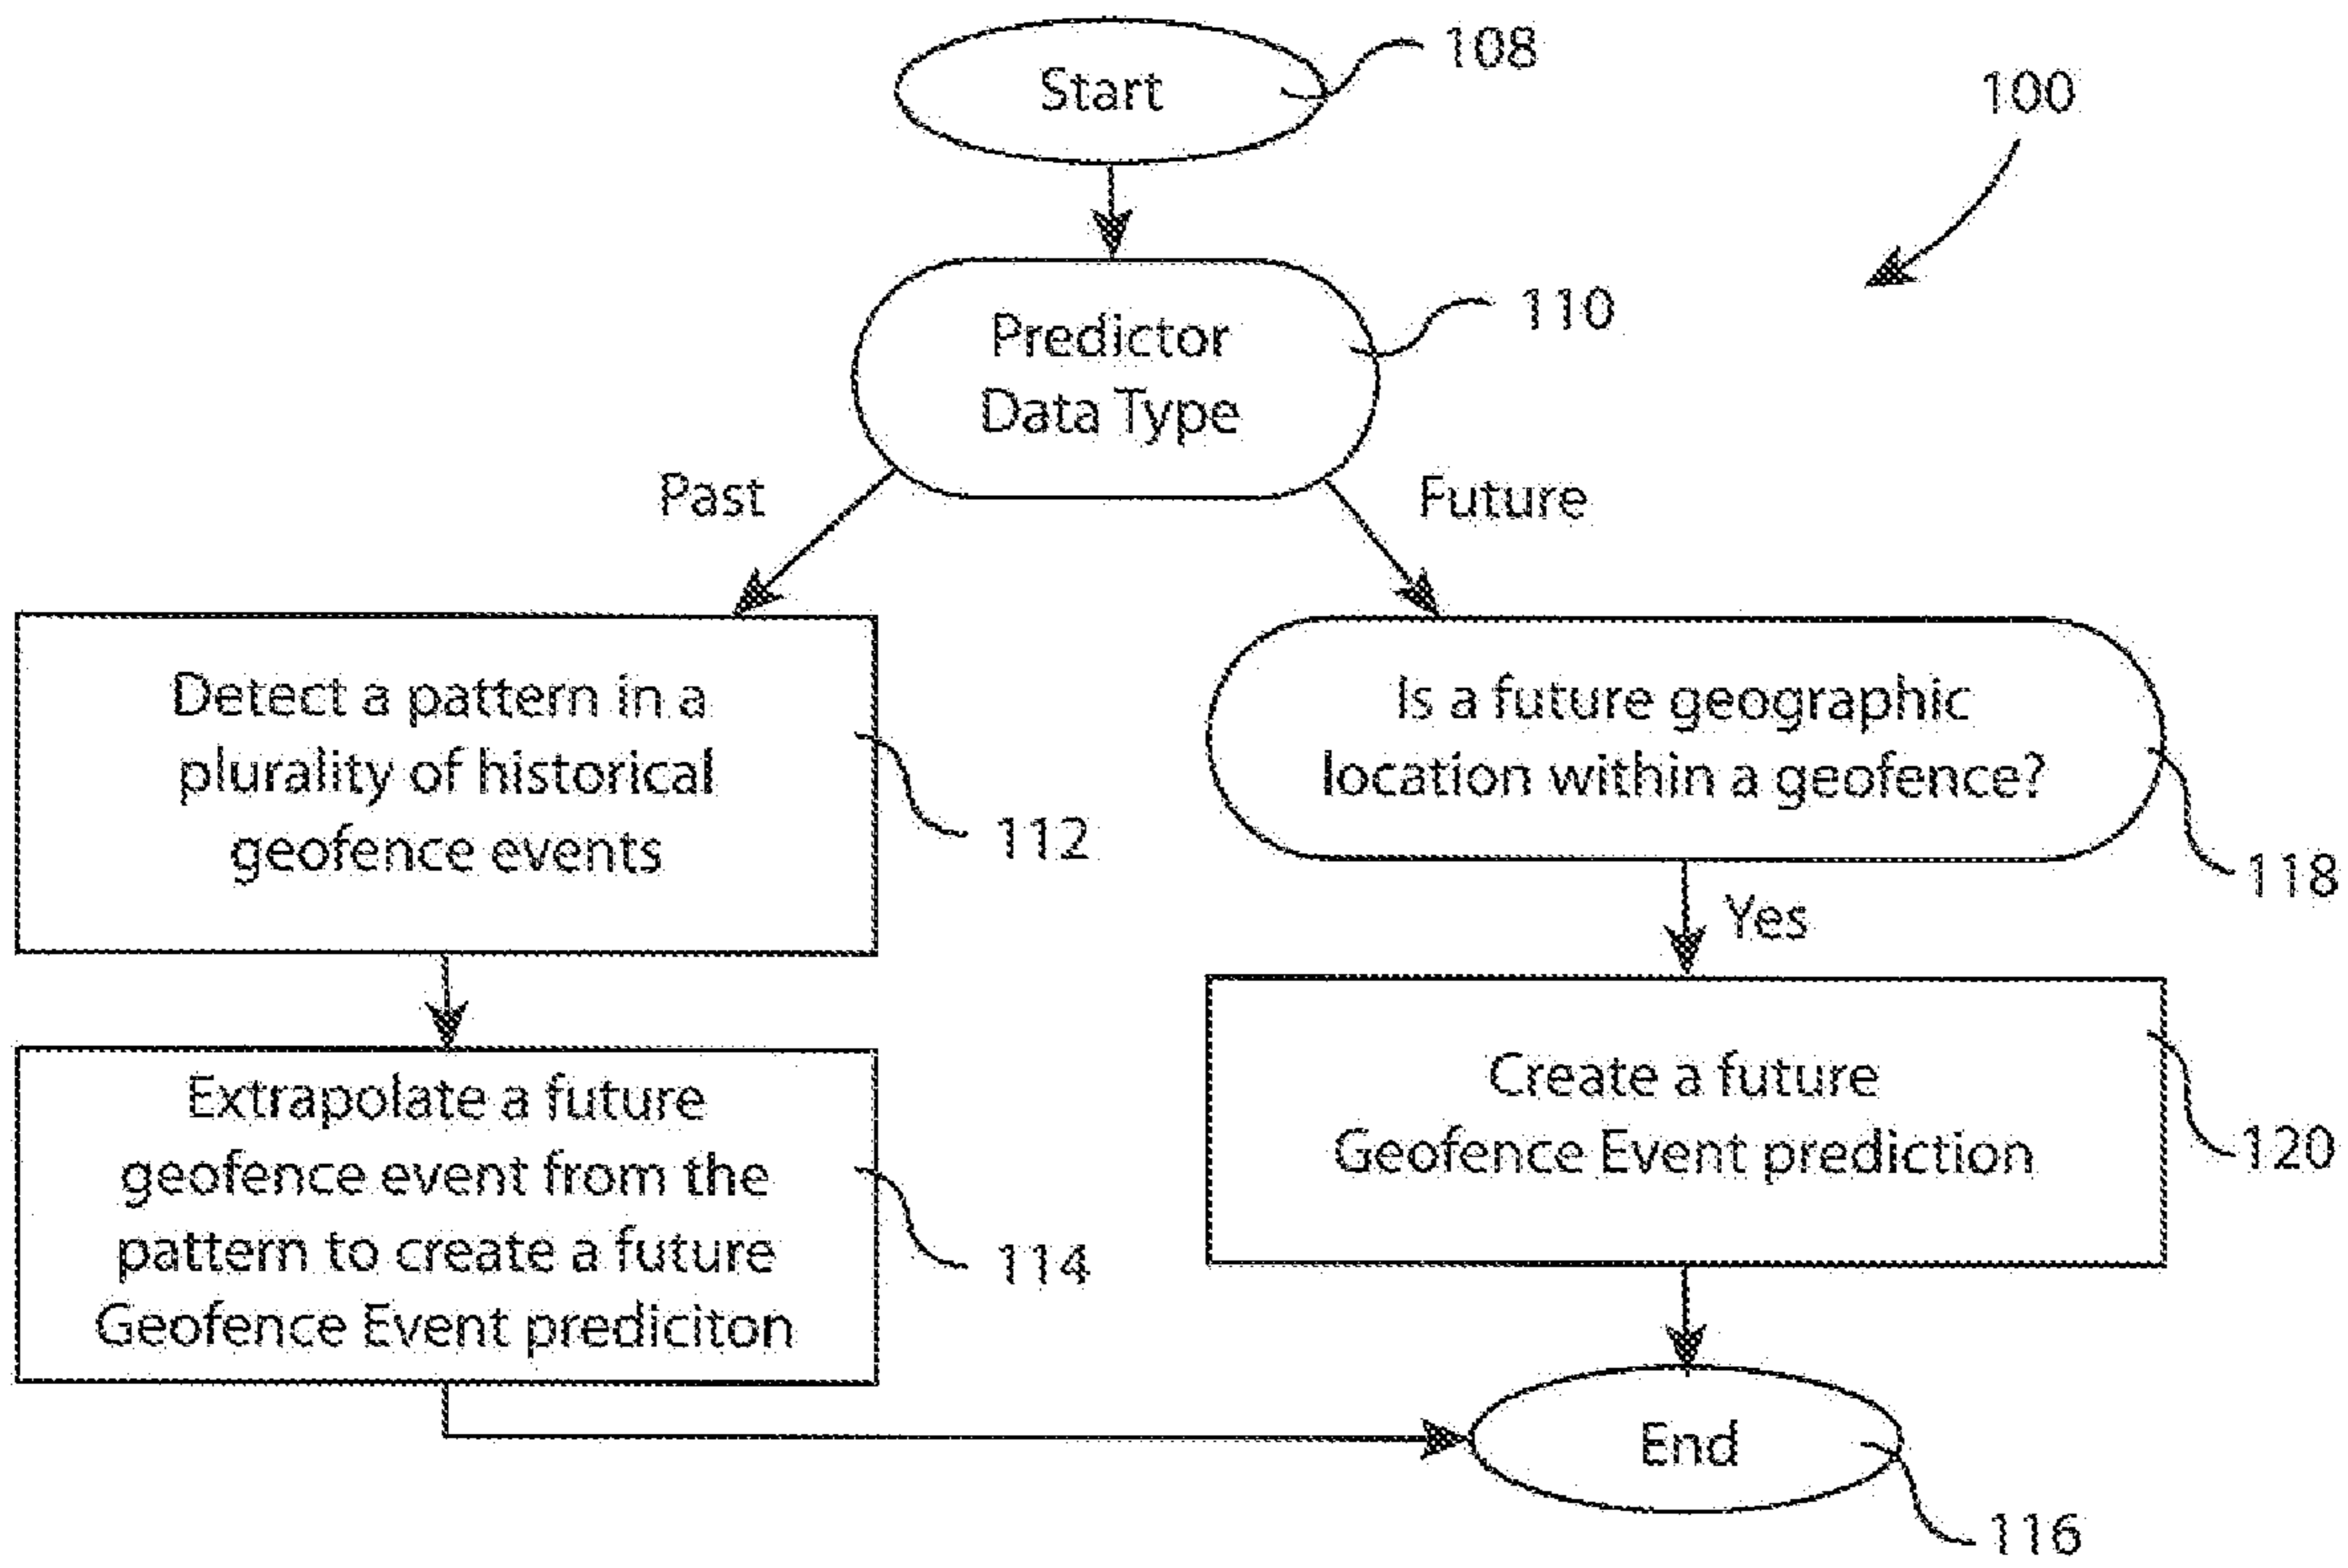 Start
108
100
Predictor
Data Type
110
Past
Future
Detect a pattern in a
plurality of historical
geofence events
112
Is a future geographic
location within a geofence?
118
Yes
Extrapolate a future
geofence event from the
pattern to create a future
Geofence Event prediciton
114
Create a future
Geofence Event prediction
120
End
116